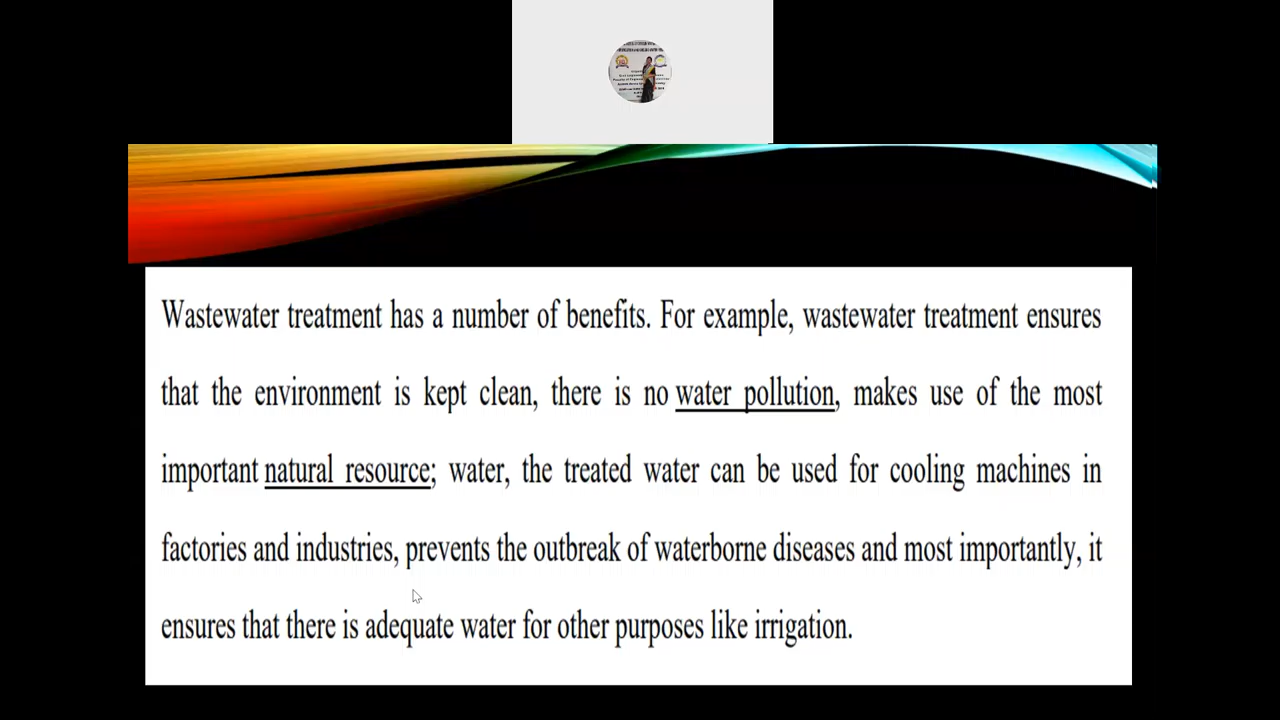 Wastewater treatment has a number of benefits. For example, wastewater treatment ensures
that the environment is kept clean, there is no water pollution, makes use of the most
important natural resource; water, the treated water can be used for cooling machines in
factories and industries, prevents the outbreak of waterborne diseases and most importantly, it
ensures that there is adequate water for other purposes like irrigation.